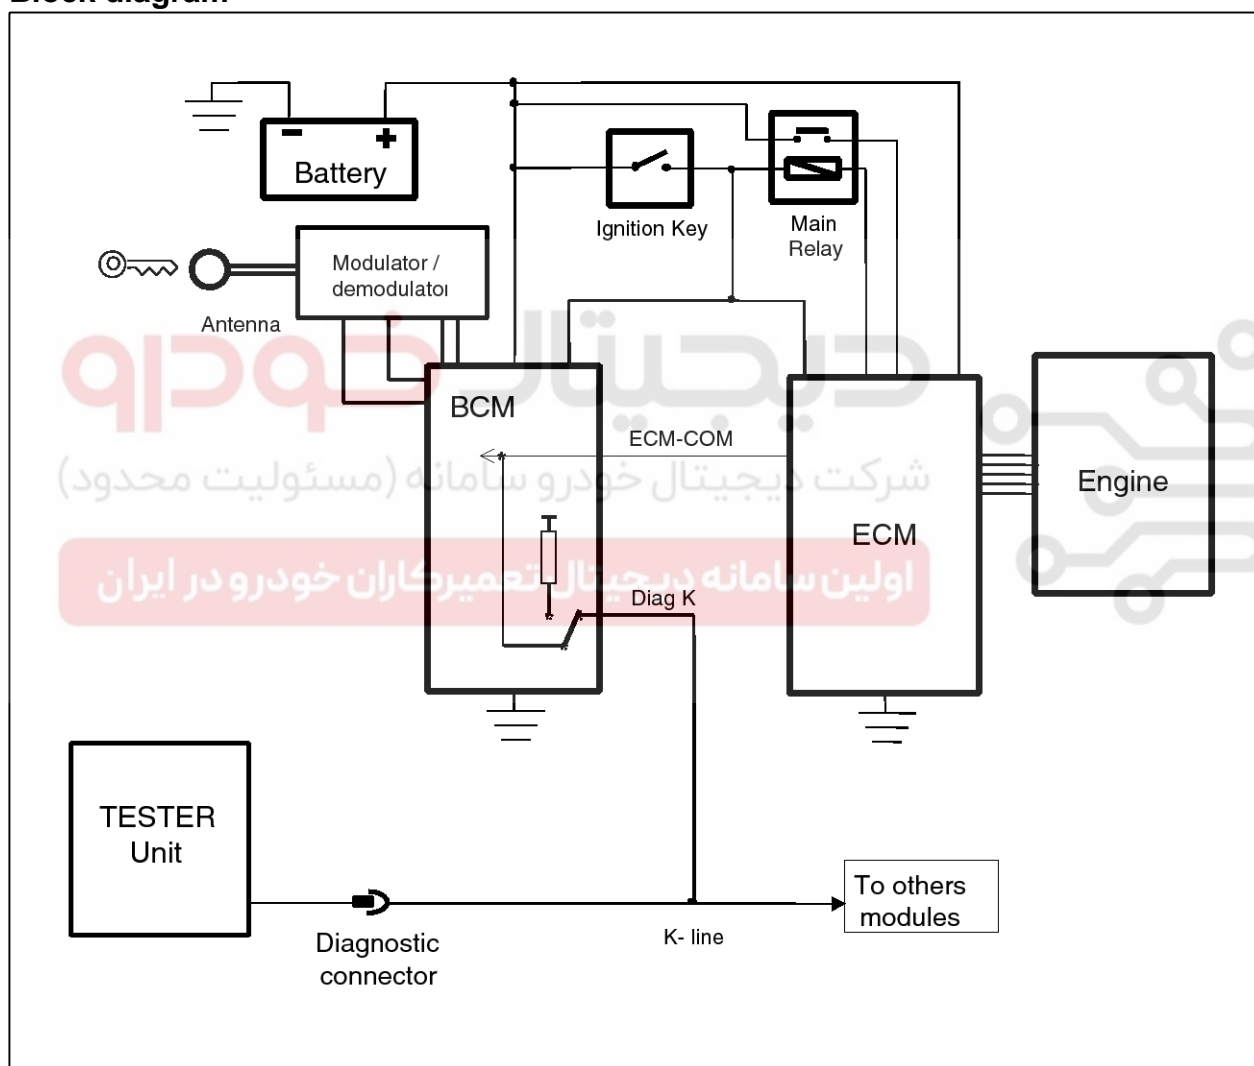 Block diagram
Battery
Ignition Key
Main
Relay
Modulator /
demodulator
Antenna
دیجیتال خودرو
BCM
ECM-COM
شرکت دیجیتال خودرو سامانه (مسئولیت محدود)
Engine
ECM
اولین سامانه دیجیتال تعمیرکاران خودرو در ایران
Diag K
TESTER
Unit
To others
modules
K- line
Diagnostic
connector